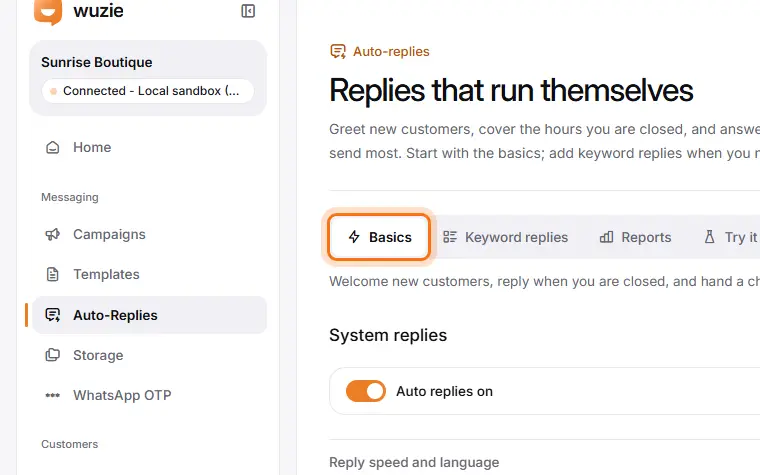 wuzie
Sunrise Boutique
Connected - Local sandbox (...
Home
Messaging
Campaigns
Templates
Auto-Replies
Storage
WhatsApp OTP
Customers
Auto-replies
Replies that run themselves
Greet new customers, cover the hours you are closed, and answe
send most. Start with the basics; add keyword replies when you
Basics
Keyword replies
Reports
Try it
Welcome new customers, reply when you are closed, and hand a
System replies
Auto replies on
Reply speed and language